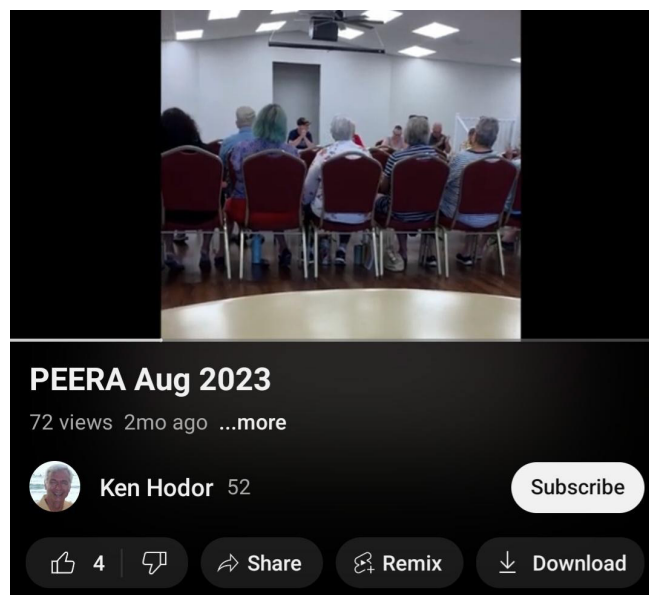 PEERA Aug 2023
72 views 2mo ago ...more
Ken Hodor 52
Subscribe
4
Share
Remix
Download